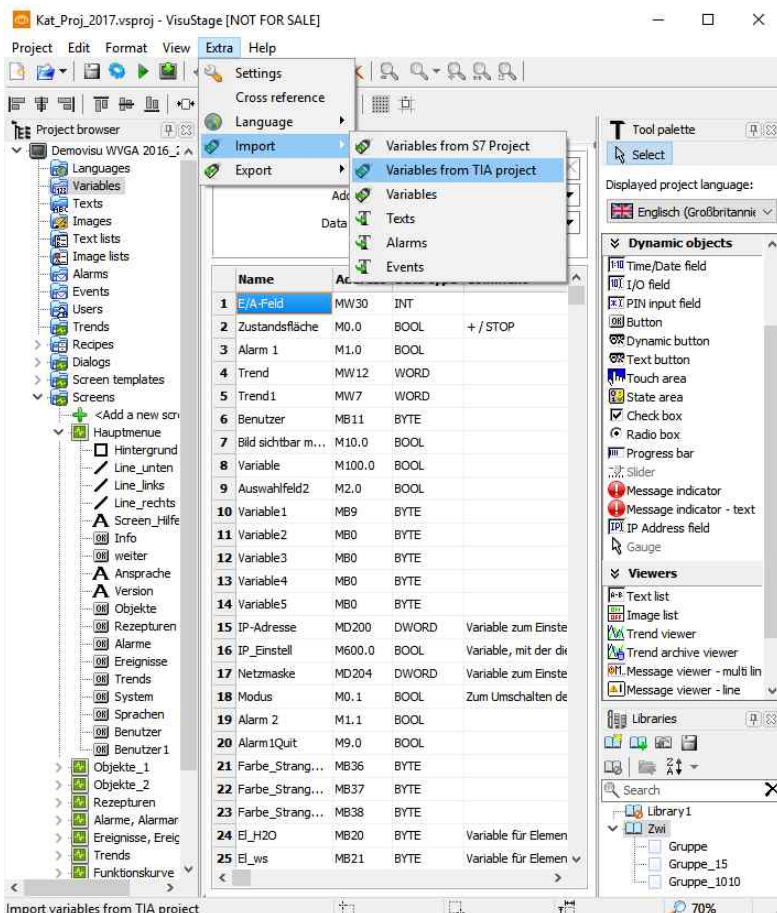 Kat_Proj_2017.vsproj - VisuStage [NOT FOR SALE]
Project Edit Format View Extra Help
Settings
Cross reference
Language
Import
Export
Variables from S7 Project
Variables from TIA project
Variables
Texts
Alarms
Events
Project browser
Demovisu WVGA 2016_
Languages
Variables
Texts
Images
Text lists
Image lists
Alarms
Events
Users
Trends
Recipes
Dialogs
Screen templates
Screens
<Add a new scr
Hauptmenue
Hintergrund
Line_unten
Line_links
Line_rechts
Screen_Hilfe
Info
weiter
Ansprache
Version
Objekte
Rezepturen
Alarme
Ereignisse
Trends
System
Sprachen
Benutzer
Benutzer1
Objekte_1
Objekte_2
Rezepturen
Alarme, Alarmar
Ereignisse, Ereig
Trends
Funktionskurve
Data
Name
1 E/A-Feld MW30 INT
2 Zustandsfläche M0.0 BOOL + / STOP
3 Alarm 1 M1.0 BOOL
4 Trend MW12 WORD
5 Trend1 MW7 WORD
6 Benutzer MB11 BYTE
7 Bild sichtbar m... M10.0 BOOL
8 Variable M100.0 BOOL
9 Auswahlfeld2 M2.0 BOOL
10 Variable1 MB9 BYTE
11 Variable2 MB0 BYTE
12 Variable3 MB0 BYTE
13 Variable4 MB0 BYTE
14 Variable5 MB0 BYTE
15 IP-Adresse MD200 DWORD Variable zum Einste
16 IP_Einstell M600.0 BOOL Variable, mit der die
17 Netzmaske MD204 DWORD Variable zum Einste
18 Modus M0.1 BOOL Zum Umschalten de
19 Alarm 2 M1.1 BOOL
20 Alarm1Quit M9.0 BOOL
21 Farbe_Strang... MB36 BYTE
22 Farbe_Strang... MB37 BYTE
23 Farbe_Strang... MB38 BYTE
24 El_H2O MB20 BYTE Variable für Elemen
25 El_ws MB21 BYTE Variable für Elemen
Tool palette
Select
Displayed project language:
Englisch (Großbritannie
Dynamic objects
Time/Date field
I/O field
PIN input field
Button
Dynamic button
Text button
Touch area
State area
Check box
Radio box
Progress bar
Slider
Message indicator
Message indicator - text
IP Address field
Gauge
Viewers
Text list
Image list
Trend viewer
Trend archive viewer
Message viewer - multi lin
Message viewer - line
Libraries
Search
Library1
Zwi
Gruppe
Gruppe_15
Gruppe_1010
Import variables from TIA project
70%